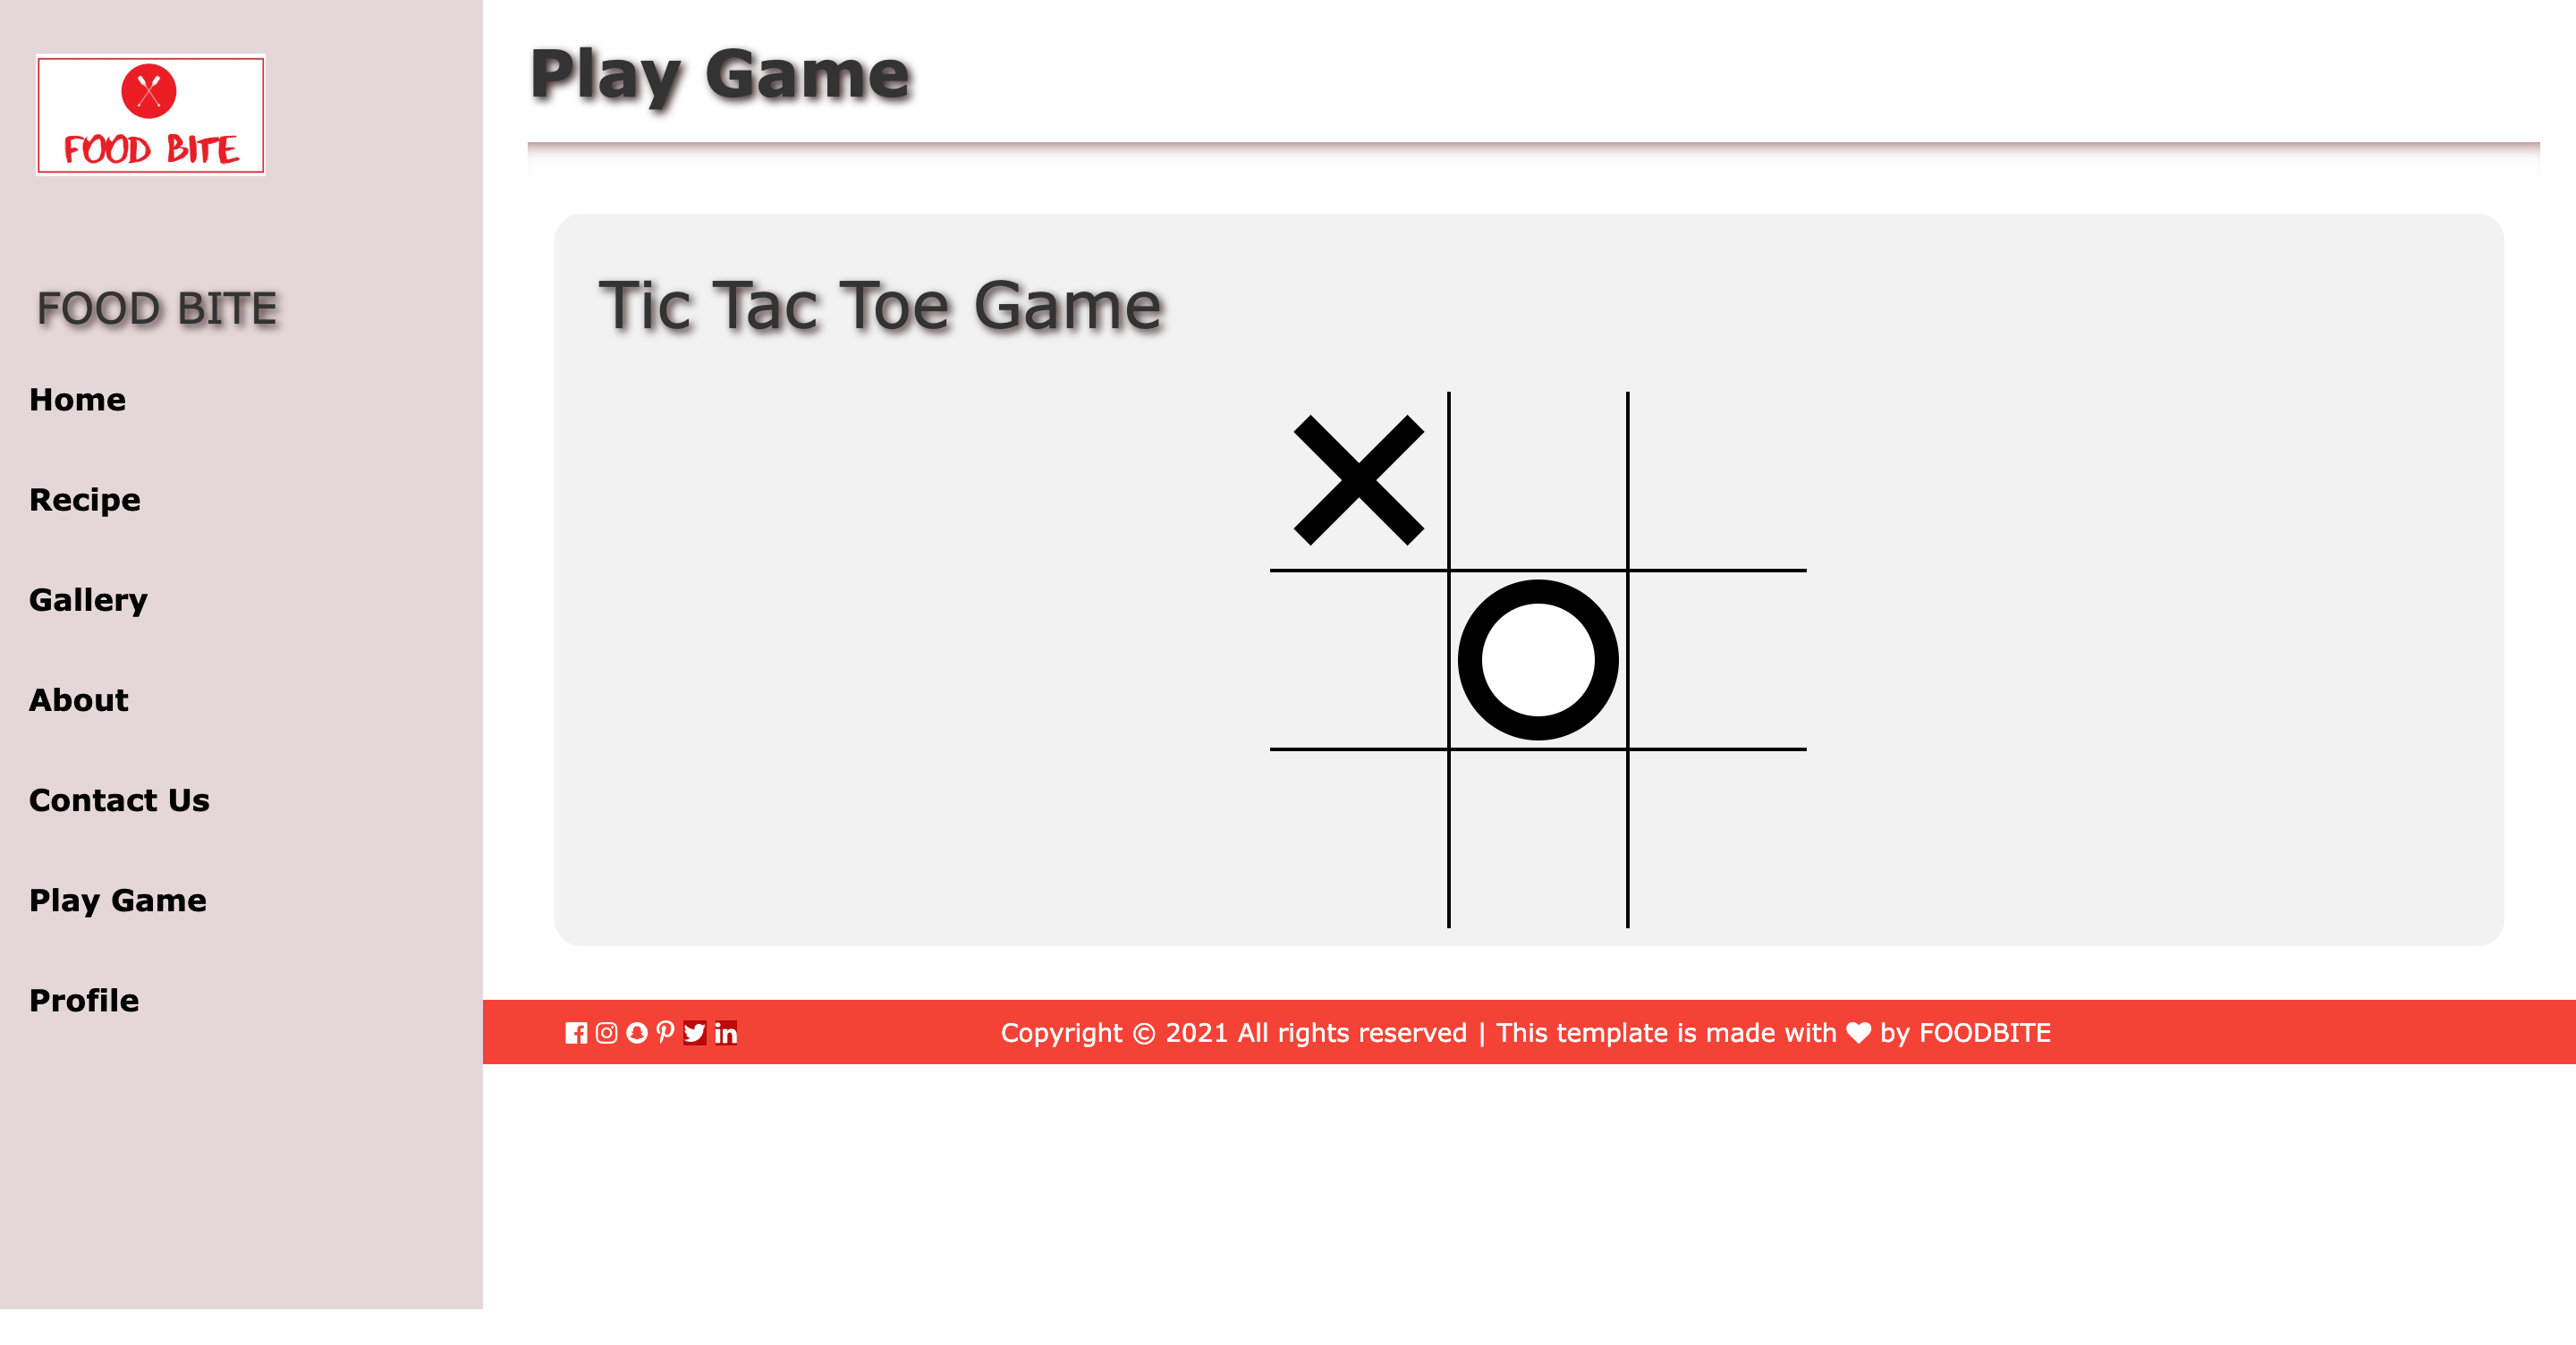 FOOD BITE
FOOD BITE
Home
Recipe
Gallery
About
Contact Us
Play Game
Profile
Play Game
Tic Tac Toe Game
Copyright © 2021 All rights reserved | This template is made with ♥ by FOODBITE